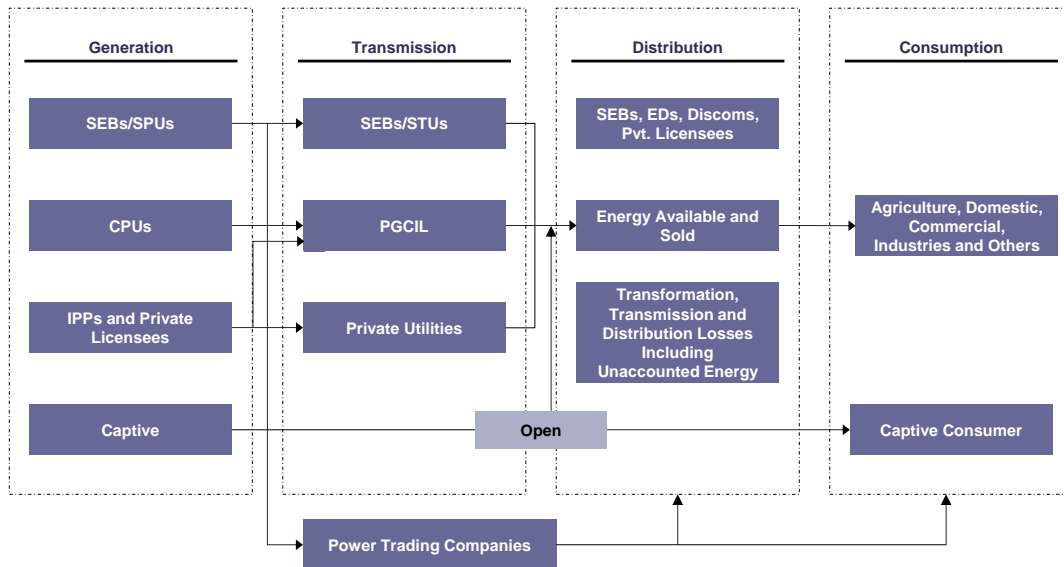 Generation
SEBs/SPUs
CPUs
IPPs and Private
Licensees
Captive
Transmission
SEBs/STUs
PGCIL
Private Utilities
Open
Power Trading Companies
Distribution
SEBs, EDs, Discoms,
Pvt. Licensees
Energy Available and
Sold
Transformation,
Transmission and
Distribution Losses
Including
Unaccounted Energy
Consumption
Agriculture, Domestic,
Commercial,
Industries and Others
Captive Consumer